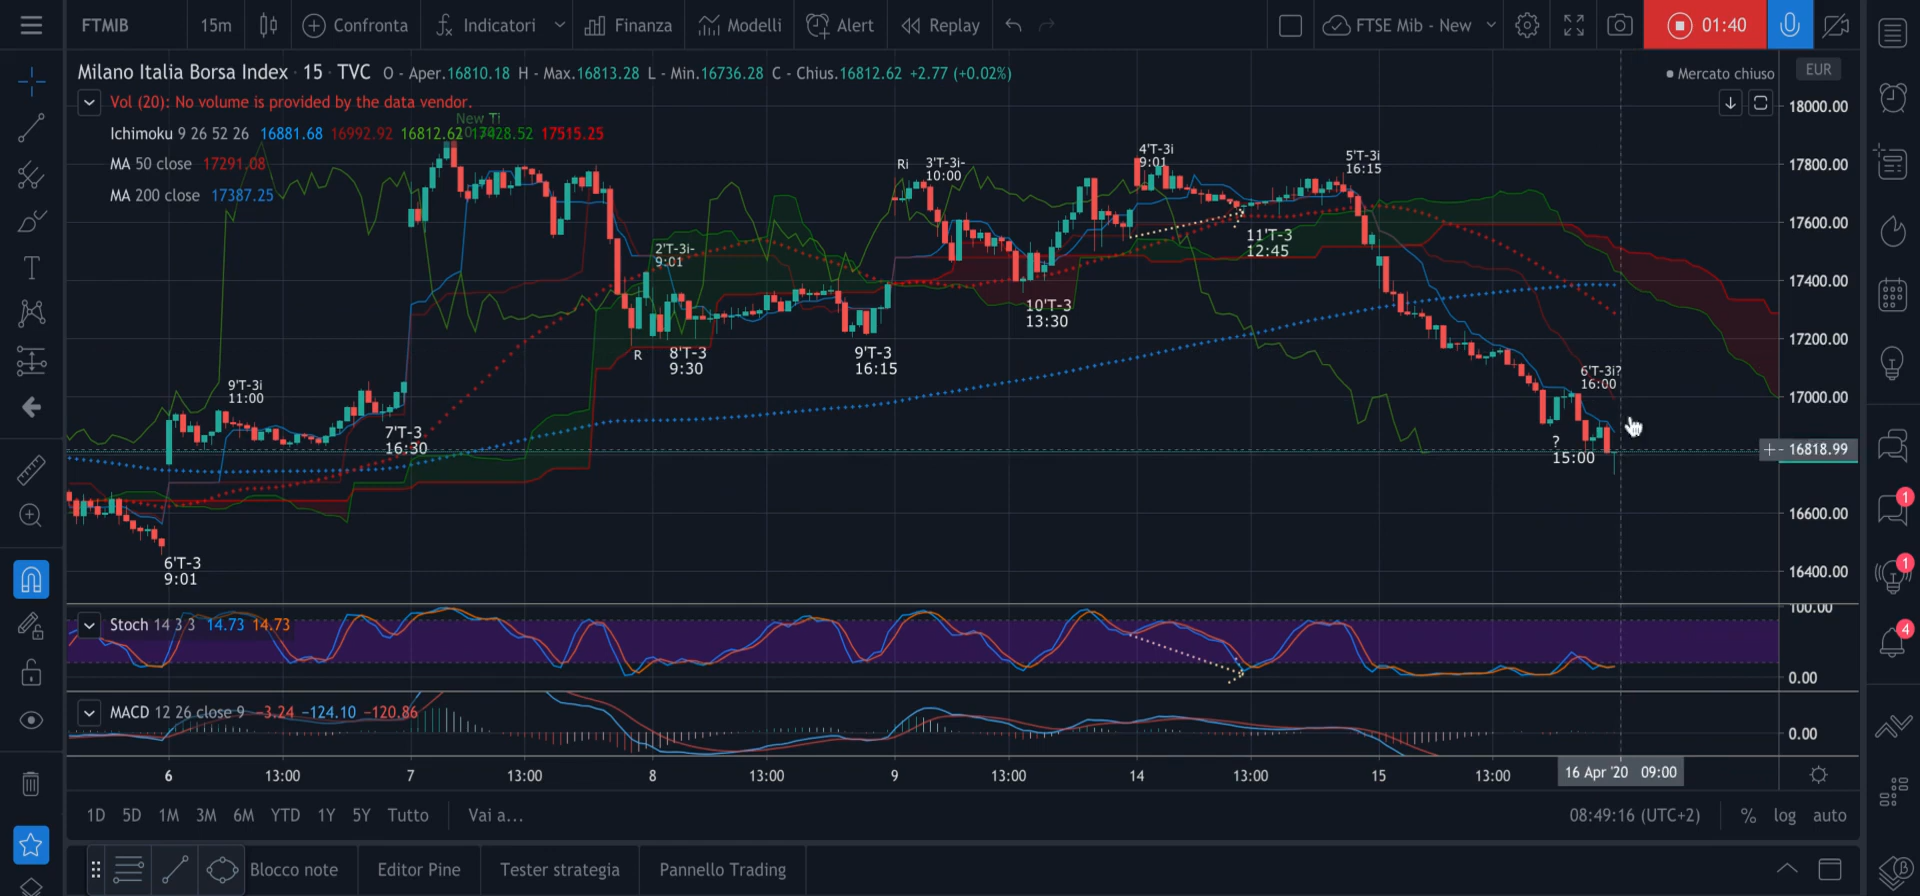 FTMIB 15m Confronta Indicatori Finanza Modelli Alert Replay FTSE Mib - New 01:40
Milano Italia Borsa Index · 15 · TVC O - Aper.16810.18 H - Max.16813.28 L - Min.16736.28 C - Chius.16812.62 +2.77 (+0.02%)
Mercato chiuso EUR
Vol (20): No volume is provided by the data vendor.
New Ti
Ichimoku 9 26 52 26 16881.68 16992.92 16812.62 17428.52 17515.25
MA 50 close 17291.08
MA 200 close 17387.25
18000.00
17800.00
17600.00
17400.00
17200.00
17000.00
16818.99
16600.00
16400.00
9'T-3i
11:00
7'T-3
16:30
6'T-3
9:01
2'T-3i-
9:01
R
8'T-3
9:30
9'T-3
16:15
Ri
3'T-3i-
10:00
10'T-3
13:30
4'T-3i
9:01
11'T-3
12:45
5'T-3i
16:15
6'T-3i?
16:00
?
15:00
Stoch 14 3 3 14.73 14.73
100.00
0.00
MACD 12 26 close 9 −3.24 −124.10 −120.86
0.00
6 13:00 7 13:00 8 13:00 9 13:00 14 13:00 15 13:00 16 Apr '20 09:00
1D 5D 1M 3M 6M YTD 1Y 5Y Tutto Vai a... 08:49:16 (UTC+2) % log auto
Blocco note Editor Pine Tester strategia Pannello Trading
1
1
4